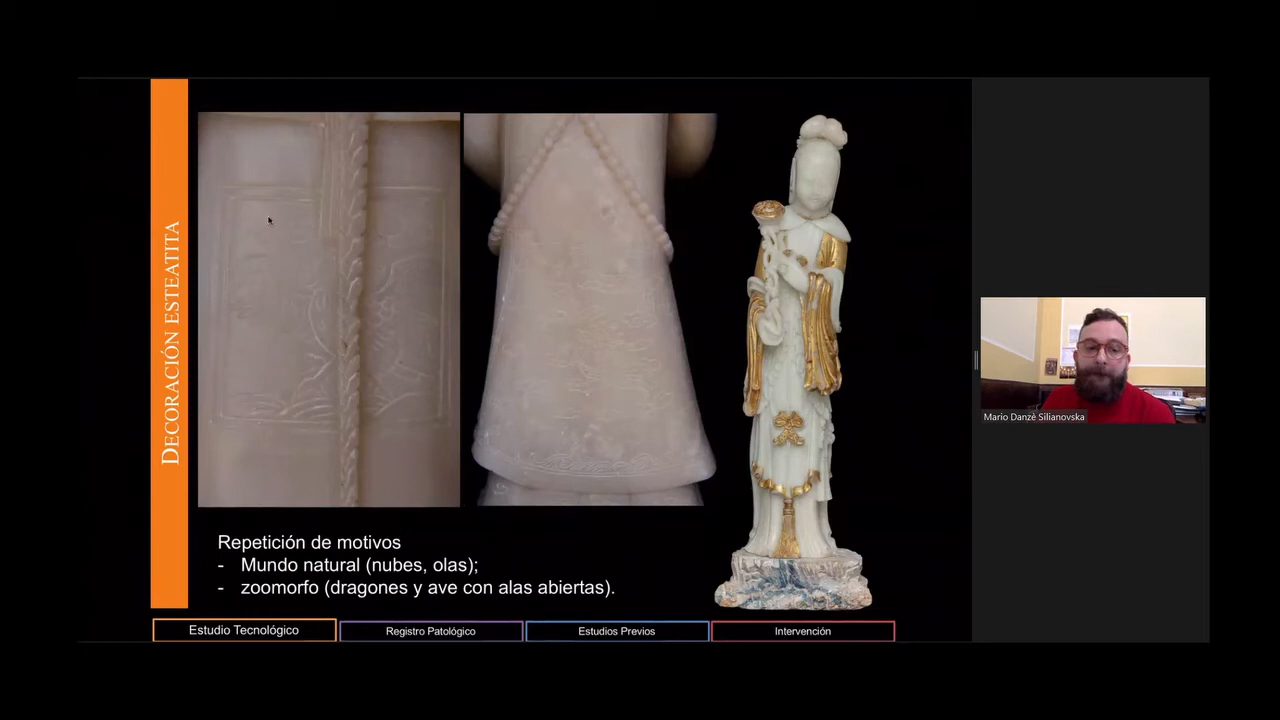 DECORACIÓN ESTEATITA
Repetición de motivos
- Mundo natural (nubes, olas);
- zoomorfo (dragones y ave con alas abiertas).
Estudio Tecnológico
Registro Patológico
Estudios Previos
Intervención
Mario Danzè Silianovska